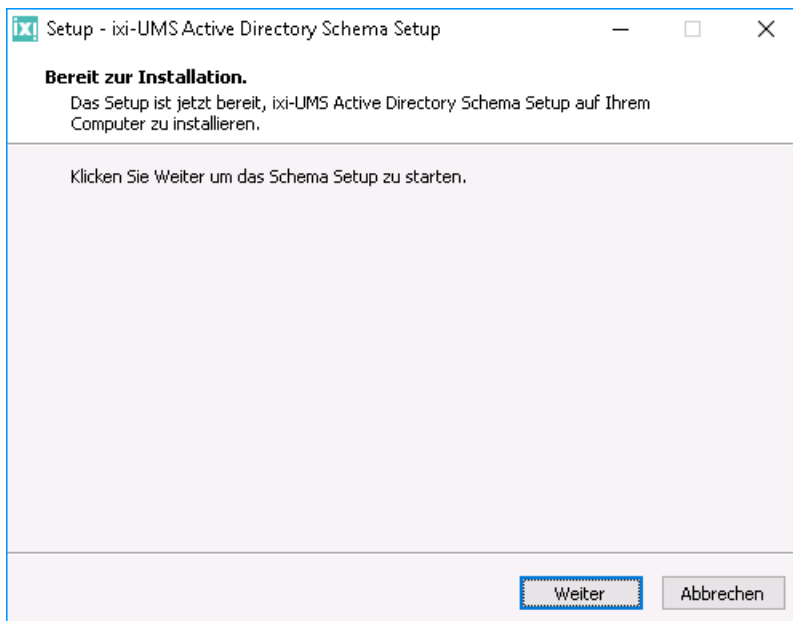 ixi Setup - ixi-UMS Active Directory Schema Setup
Bereit zur Installation.
Das Setup ist jetzt bereit, ixi-UMS Active Directory Schema Setup auf Ihrem
Computer zu installieren.
Klicken Sie Weiter um das Schema Setup zu starten.
Weiter Abbrechen